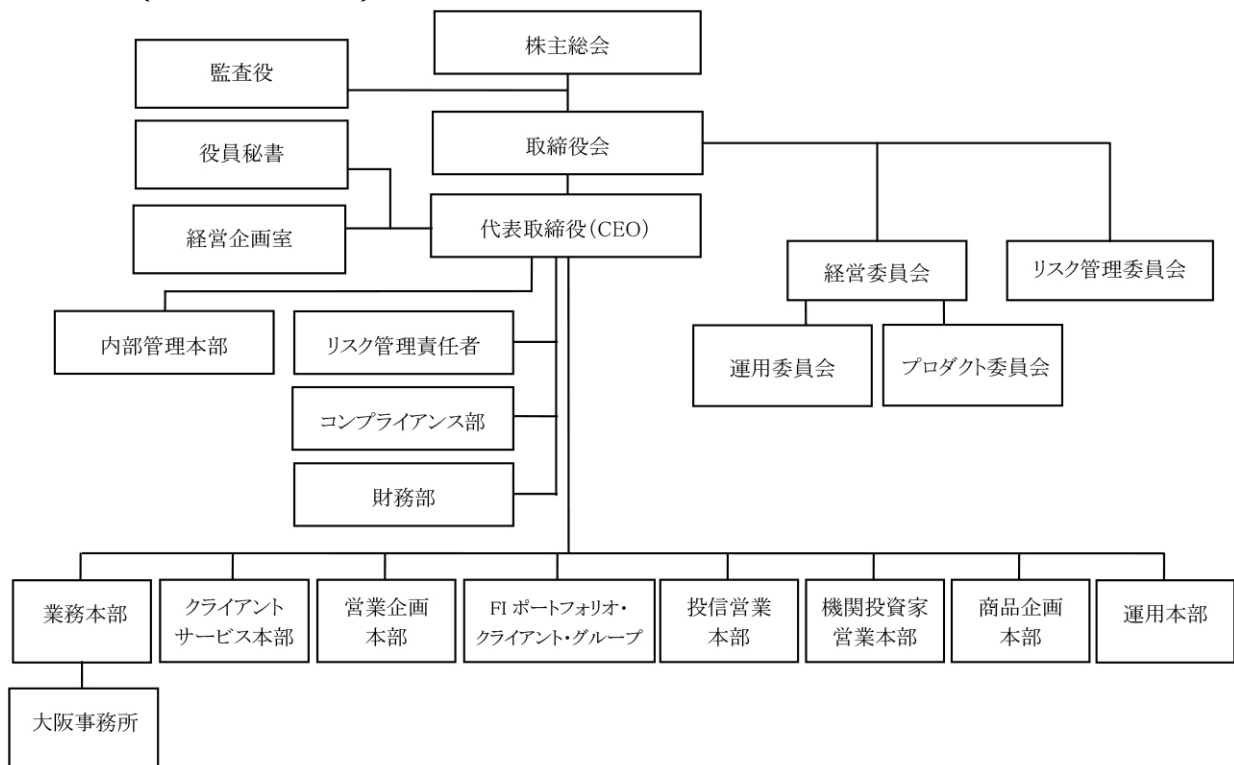 株主総会
監査役
取締役会
役員秘書
代表取締役(CEO)
経営企画室
経営委員会
リスク管理委員会
内部管理本部
リスク管理責任者
運用委員会
プロダクト委員会
コンプライアンス部
財務部
業務本部
クライアント
サービス本部
営業企画
本部
FI ポートフォリオ・
クライアント・グループ
投信営業
本部
機関投資家
営業本部
商品企画
本部
運用本部
大阪事務所